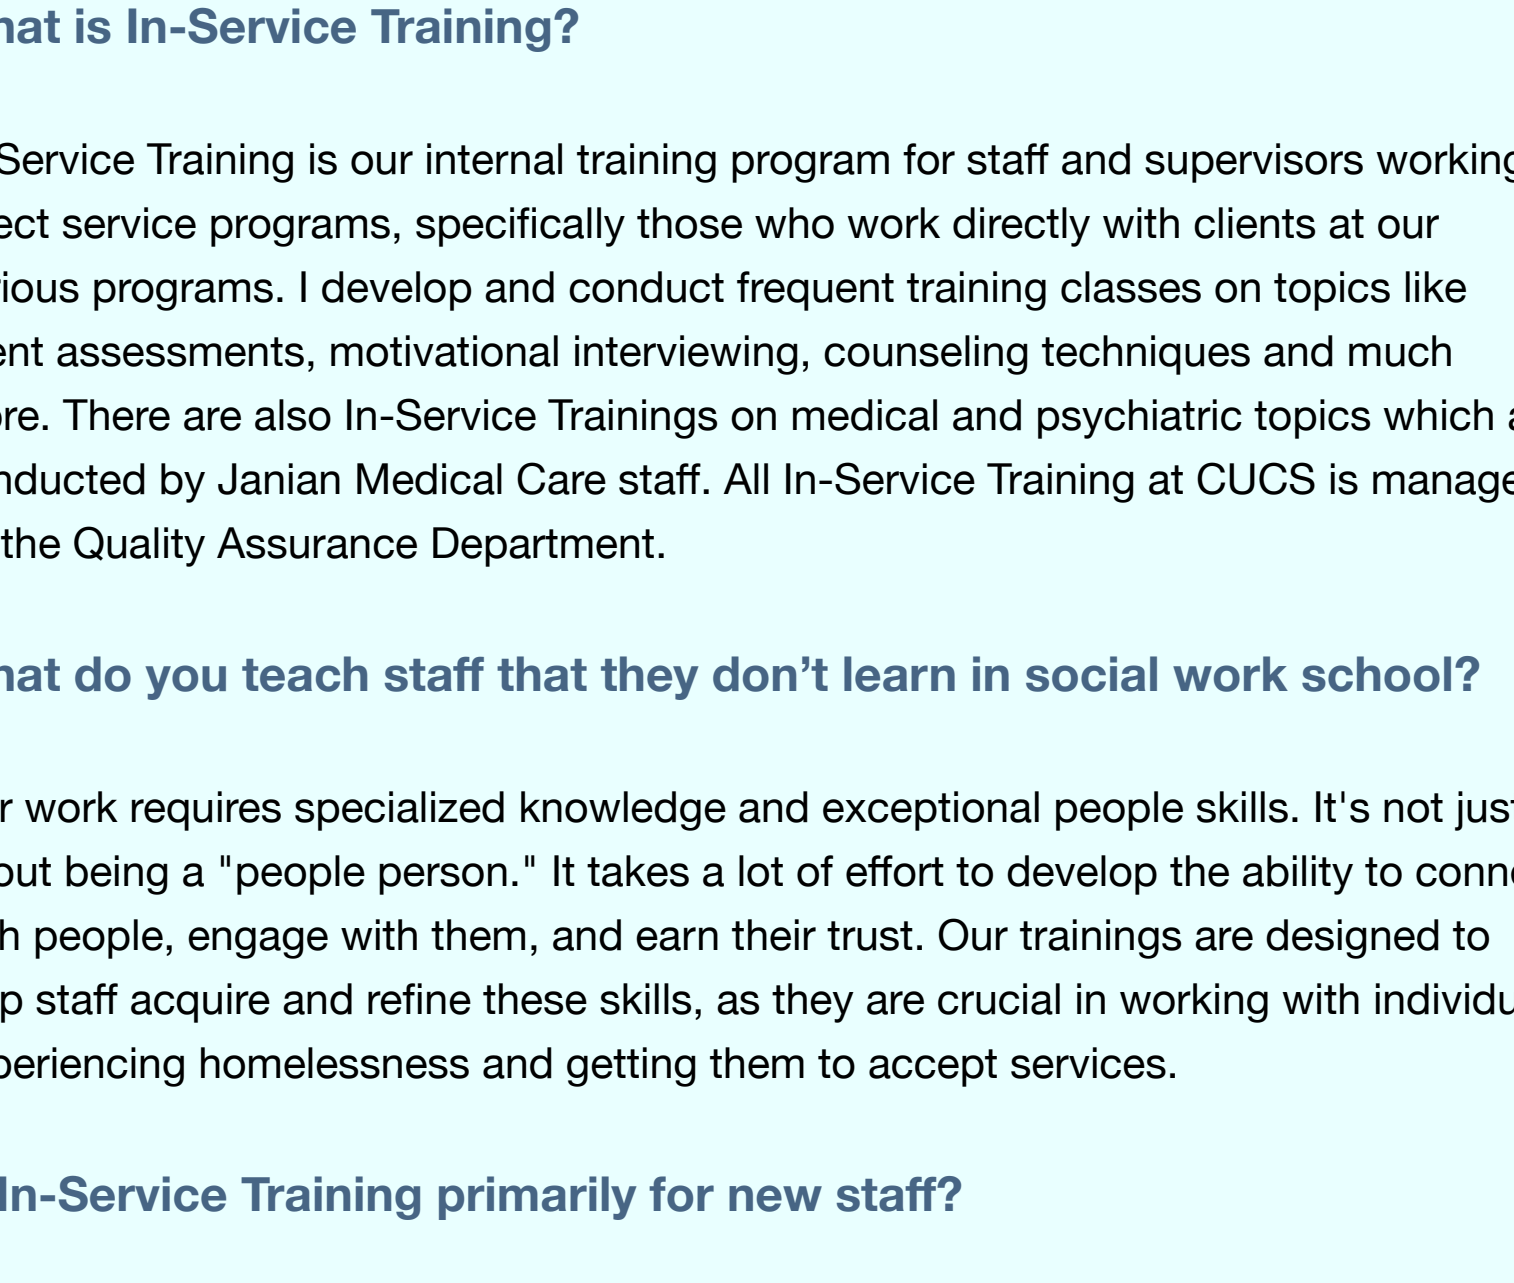 hat is In-Service Training?
Service Training is our internal training program for staff and supervisors working
ect service programs, specifically those who work directly with clients at our
ious programs. I develop and conduct frequent training classes on topics like
ent assessments, motivational interviewing, counseling techniques and much
re. There are also In-Service Trainings on medical and psychiatric topics which a
nducted by Janian Medical Care staff. All In-Service Training at CUCS is manage
the Quality Assurance Department.
hat do you teach staff that they don’t learn in social work school?
r work requires specialized knowledge and exceptional people skills. It's not just
out being a "people person." It takes a lot of effort to develop the ability to conne
h people, engage with them, and earn their trust. Our trainings are designed to
p staff acquire and refine these skills, as they are crucial in working with individu
periencing homelessness and getting them to accept services.
In-Service Training primarily for new staff?